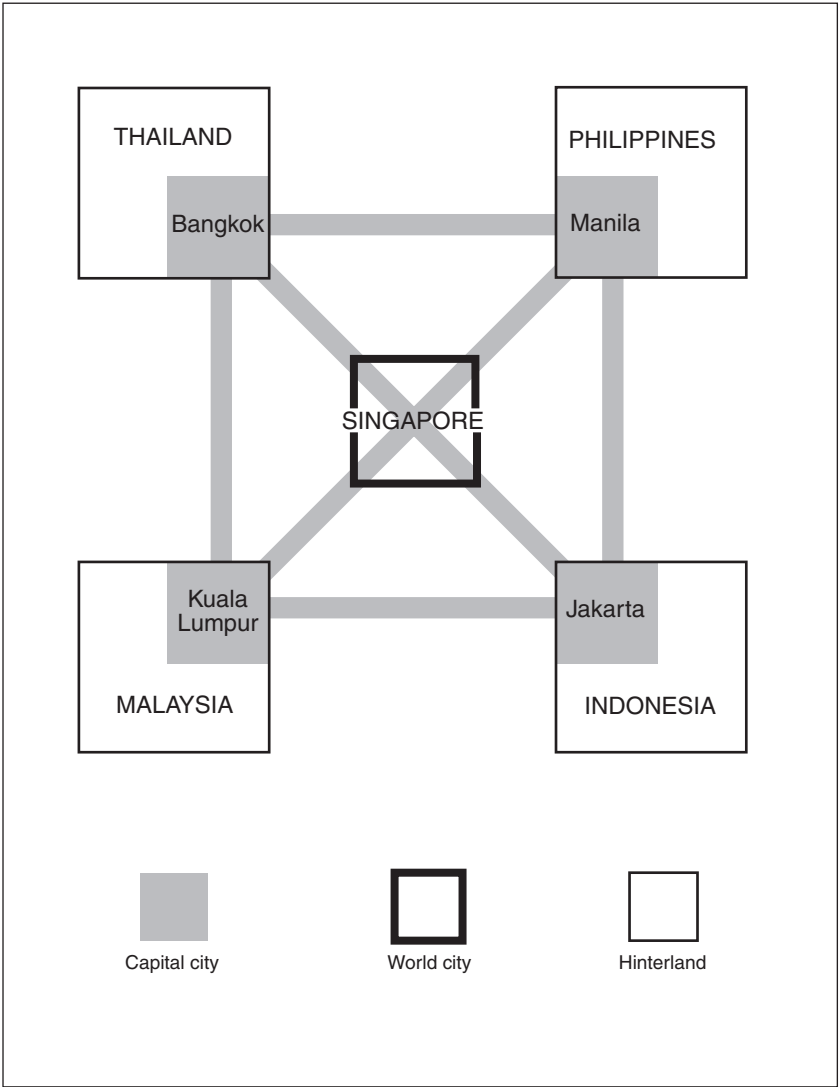 THAILAND
PHILIPPINES
Bangkok
Manila
SINGAPORE
Kuala
Lumpur
Jakarta
MALAYSIA
INDONESIA
Capital city
World city
Hinterland